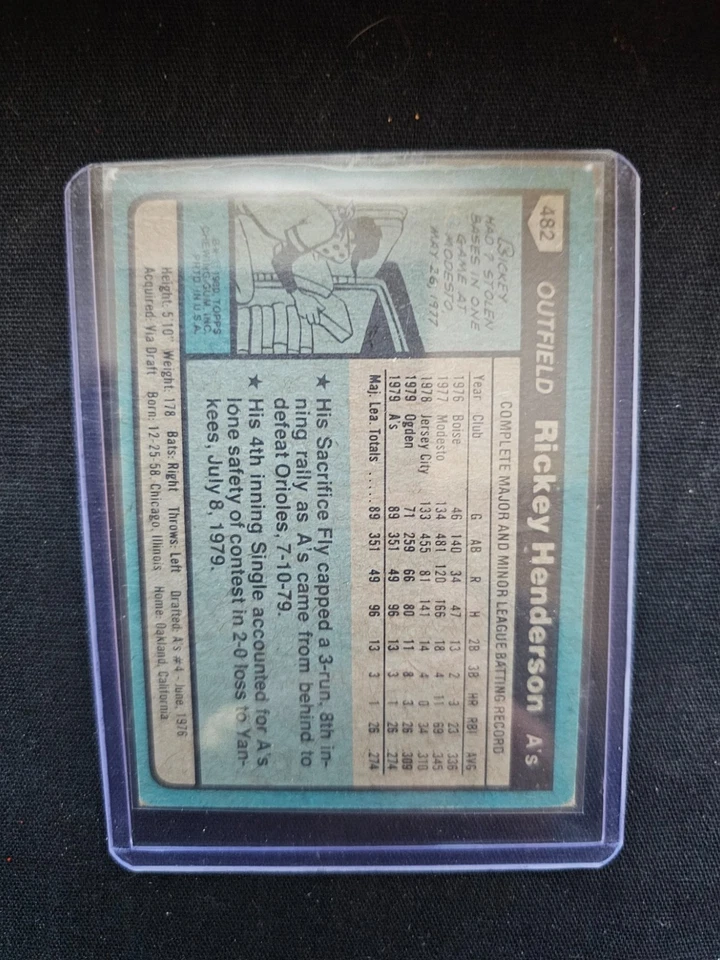 482 OUTFIELD Rickey Henderson A's
COMPLETE MAJOR AND MINOR LEAGUE BATTING RECORD
Year Club G AB R H 2B 3B HR RBI AVG
1976 Boise 46 140 34 47 13 2 3 23 .336
1977 Modesto 134 481 120 166 18 4 11 69 .345
1978 Jersey City 133 455 81 141 14 4 0 34 .310
1979 Ogden 71 259 66 80 11 8 3 26 .309
1979 A's 89 351 49 96 13 3 1 26 .274
Maj. Lea. Totals ..... 89 351 49 96 13 3 1 26 .274
RICKEY
HAD 7 STOLEN
BASES IN ONE
GAME AT
MODESTO,
MAY 26, 1977
© 1980 TOPPS
CHEWING GUM, INC.
PRTD. IN U.S.A.
★ His Sacrifice Fly capped a 3-run, 8th in-
ning rally as A's came from behind to
defeat Orioles, 7-10-79.
★ His 4th inning Single accounted for A's
lone safety of contest in 2-0 loss to Yan-
kees, July 8, 1979.
Height: 5'10" Weight: 178 Bats: Right Throws: Left Drafted: A's #4 - June, 1976
Acquired: Via Draft Born: 12-25-58, Chicago, Illinois Home: Oakland, California